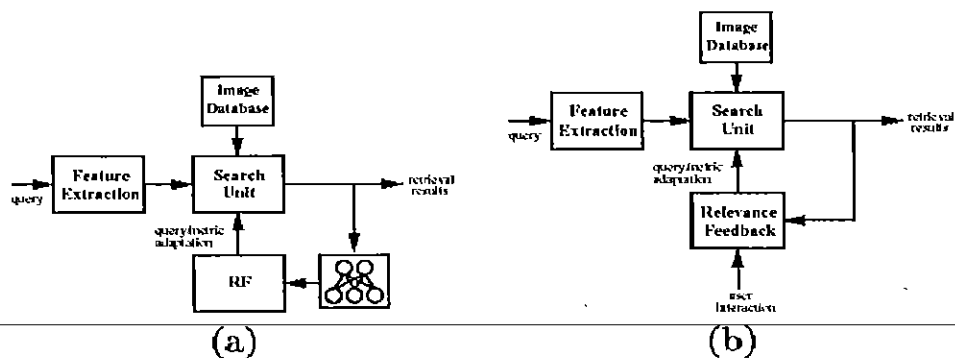 Image
Database
Feature
Extraction
Search
Unit
query
retrieval
results
query/metric
adaptation
RF
(a)
Image
Database
Feature
Extraction
Search
Unit
query
retrieval
results
query/metric
adaptation
Relevance
Feedback
user
Interaction
(b)